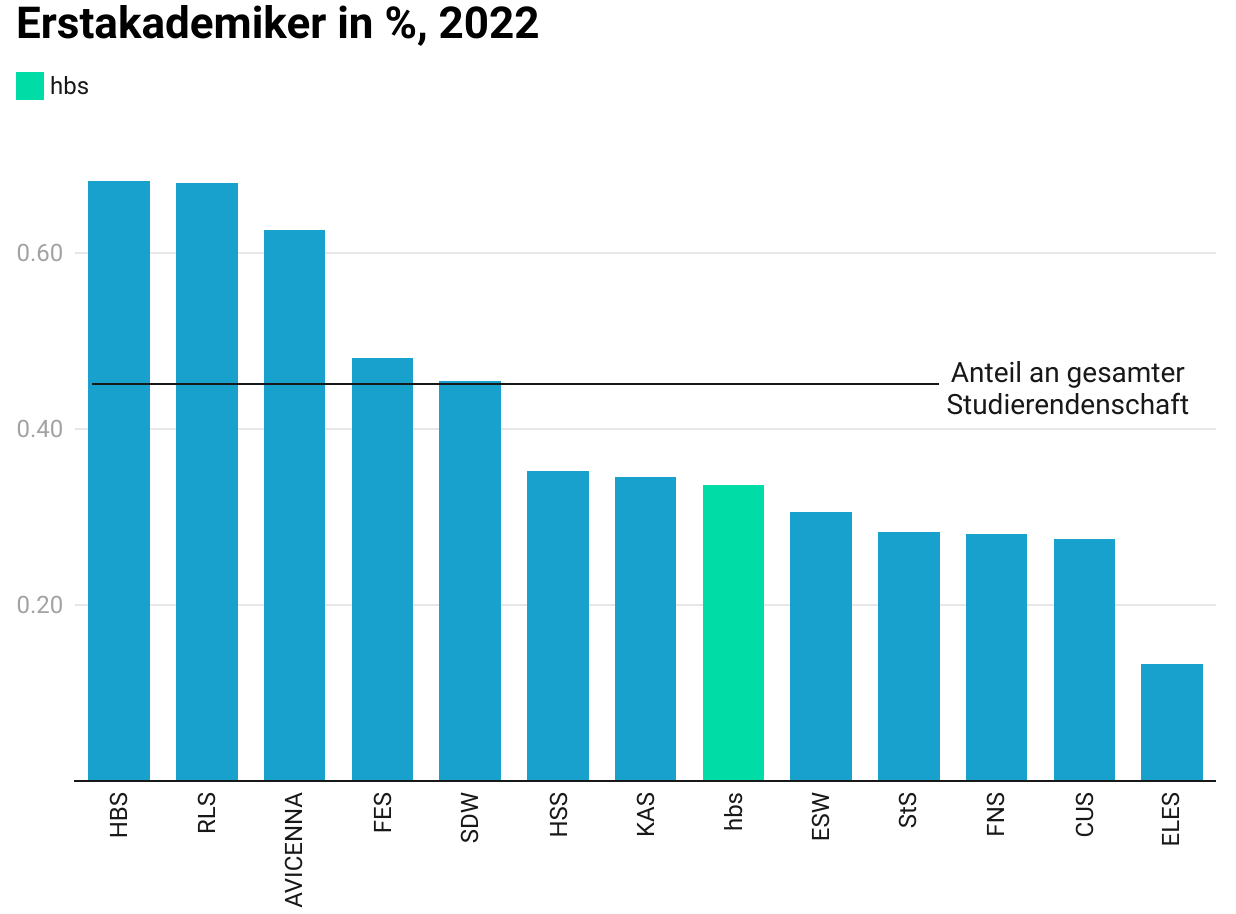 Erstakademiker in %, 2022
hbs
0.60
Anteil an gesamter
Studierendenschaft
0.40
0.20
HBS
RLS
AVICENNA
FES
SDW
HSS
KAS
hbs
ESW
StS
FNS
CUS
ELES